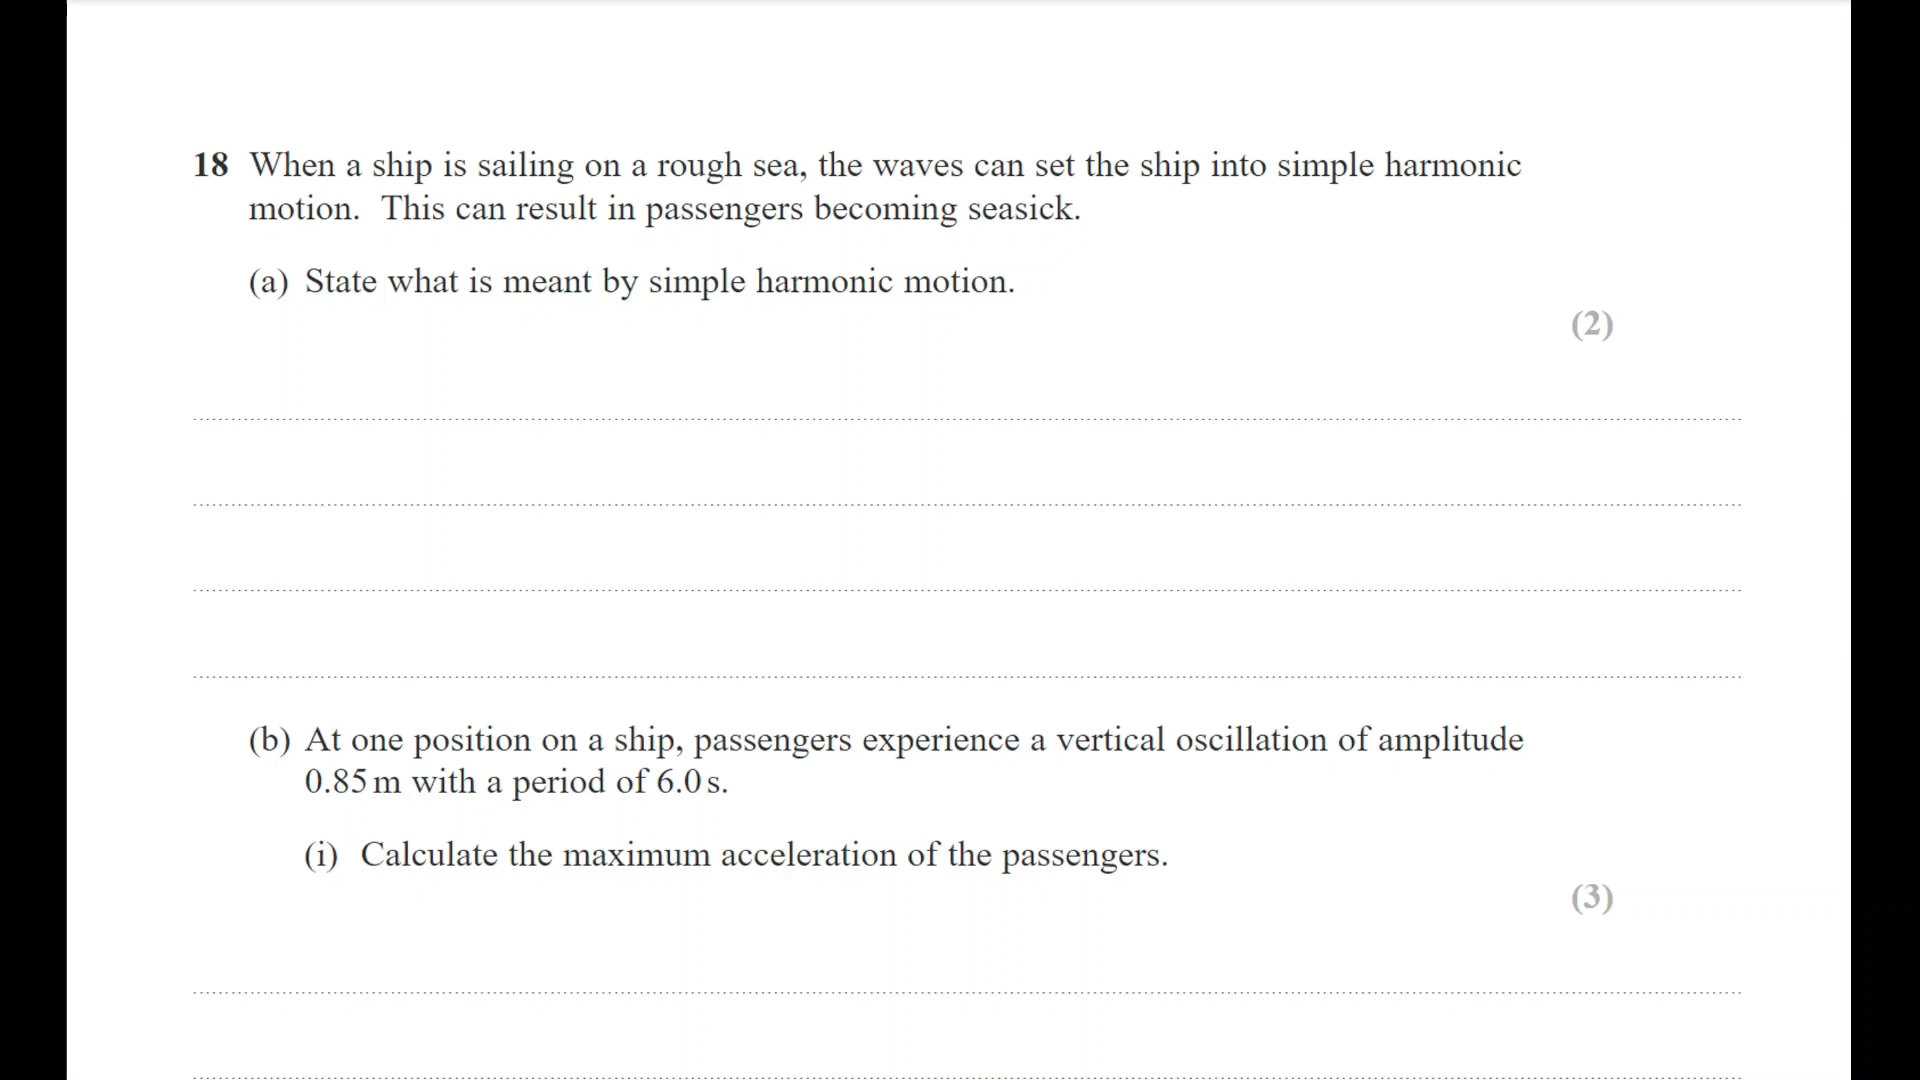 18 When a ship is sailing on a rough sea, the waves can set the ship into simple harmonic
motion. This can result in passengers becoming seasick.
(a) State what is meant by simple harmonic motion.
(2)
(b) At one position on a ship, passengers experience a vertical oscillation of amplitude
0.85 m with a period of 6.0 s.
(i) Calculate the maximum acceleration of the passengers.
(3)